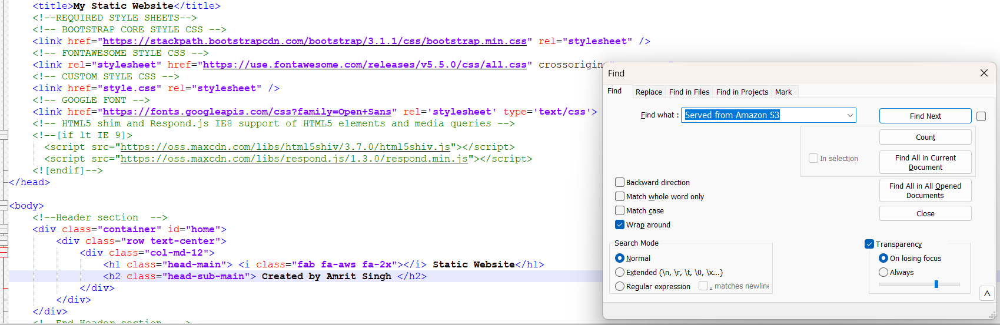 <title>My Static Website</title>
<!--REQUIRED STYLE SHEETS-->
<!-- BOOTSTRAP CORE STYLE CSS -->
<link href="https://stackpath.bootstrapcdn.com/bootstrap/3.1.1/css/bootstrap.min.css" rel="stylesheet" />
<!-- FONTAWESOME STYLE CSS -->
<link rel="stylesheet" href="https://use.fontawesome.com/releases/v5.5.0/css/all.css" crossorigin
<!-- CUSTOM STYLE CSS -->
<link href="style.css" rel="stylesheet" />
<!-- GOOGLE FONT -->
<link href="https://fonts.googleapis.com/css?family=Open+Sans" rel='stylesheet' type='text/css'>
<!-- HTML5 shim and Respond.js IE8 support of HTML5 elements and media queries -->
<!--[if lt IE 9]>
<script src="https://oss.maxcdn.com/libs/html5shiv/3.7.0/html5shiv.js"></script>
<script src="https://oss.maxcdn.com/libs/respond.js/1.3.0/respond.min.js"></script>
<![endif]-->
</head>
<body>
<!--Header section  -->
<div class="container" id="home">
<div class="row text-center">
<div class="col-md-12">
<h1 class="head-main"> <i class="fab fa-aws fa-2x"></i> Static Website</h1>
<h2 class="head-sub-main"> Created by Amrit Singh </h2>
</div>
</div>
</div>
<!--End Header section -->
Find
Find Replace Find in Files Find in Projects Mark
Find what : Served from Amazon S3
Find Next
Count
In selection
Find All in Current
Document
Find All in All Opened
Documents
Close
Backward direction
Match whole word only
Match case
Wrap around
Search Mode
Normal
Extended (\n, \r, \t, \0, \x...)
Regular expression
. matches newline
Transparency
On losing focus
Always